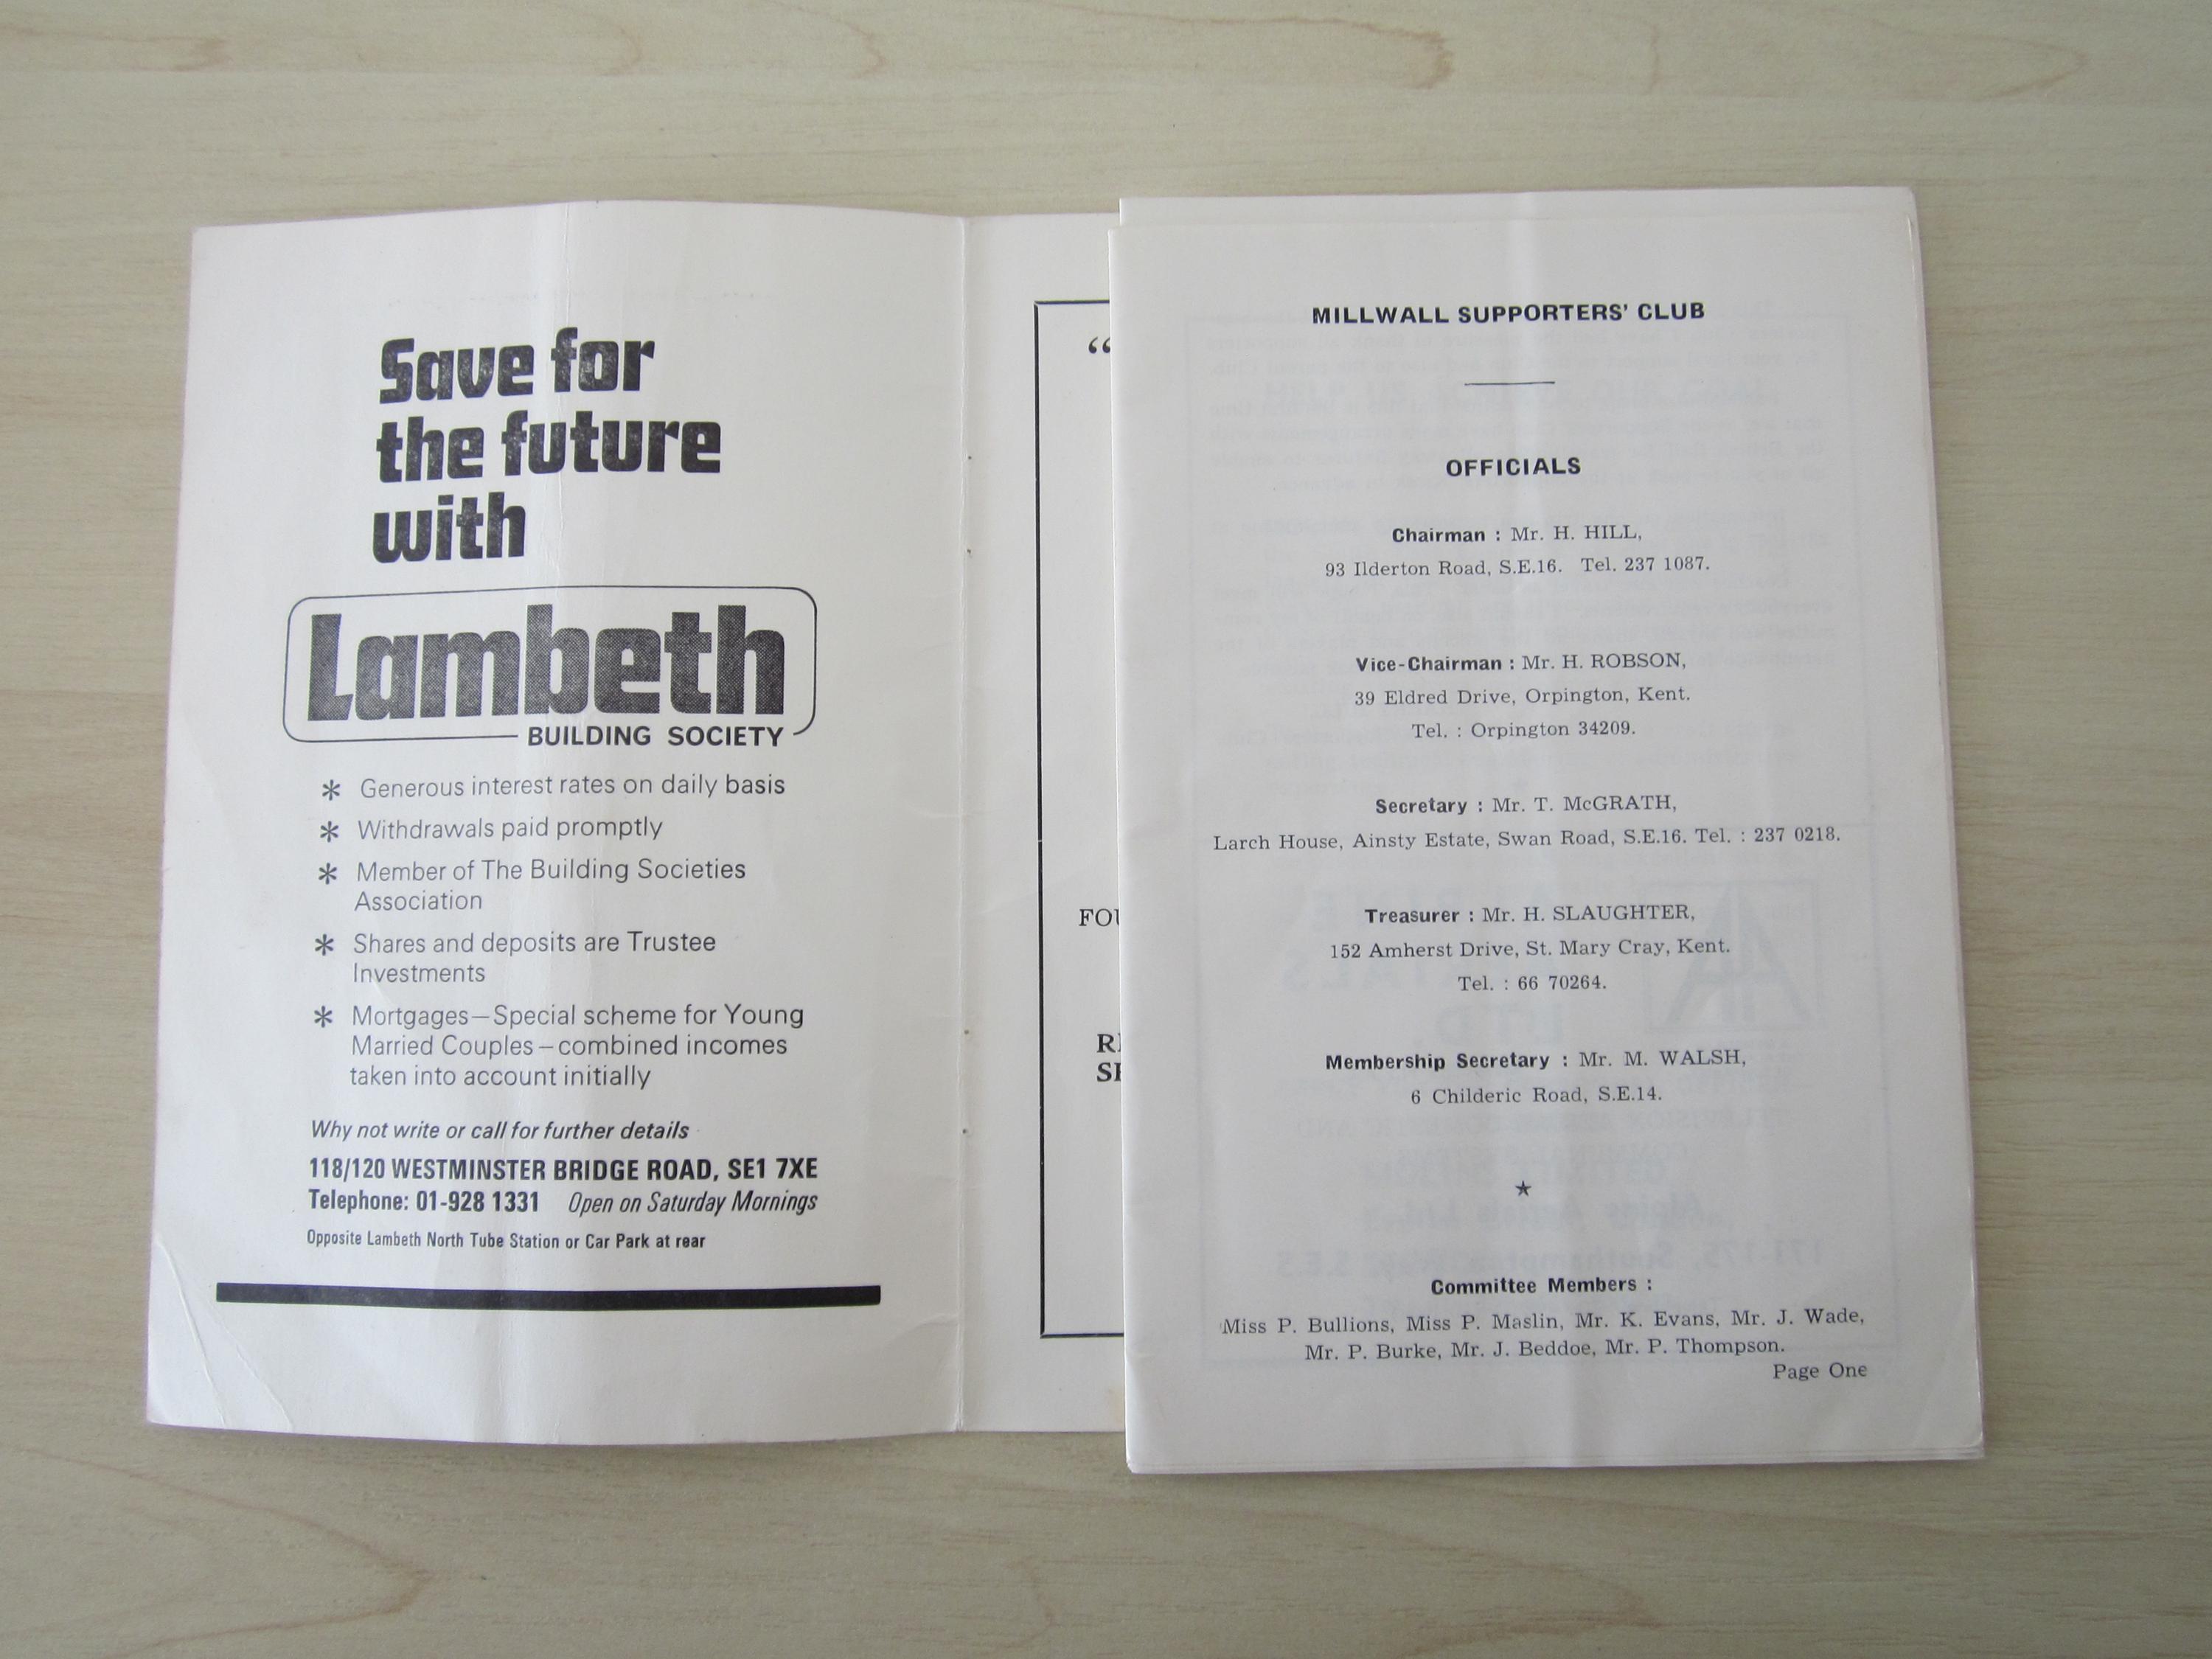 Save for
the future
with
Lambeth
BUILDING SOCIETY
* Generous interest rates on daily basis
* Withdrawals paid promptly
* Member of The Building Societies
Association
* Shares and deposits are Trustee
Investments
* Mortgages—Special scheme for Young
Married Couples – combined incomes
taken into account initially
Why not write or call for further details
118/120 WESTMINSTER BRIDGE ROAD, SE1 7XE
Telephone: 01-928 1331 Open on Saturday Mornings
Opposite Lambeth North Tube Station or Car Park at rear
“
MILLWALL SUPPORTERS' CLUB
OFFICIALS
Chairman : Mr. H. HILL,
93 Ilderton Road, S.E.16. Tel. 237 1087.
Vice-Chairman : Mr. H. ROBSON,
39 Eldred Drive, Orpington, Kent.
Tel. : Orpington 34209.
Secretary : Mr. T. McGRATH,
Larch House, Ainsty Estate, Swan Road, S.E.16. Tel. : 237 0218.
Treasurer : Mr. H. SLAUGHTER,
152 Amherst Drive, St. Mary Cray, Kent.
Tel. : 66 70264.
Membership Secretary : Mr. M. WALSH,
6 Childeric Road, S.E.14.
★
Committee Members :
Miss P. Bullions, Miss P. Maslin, Mr. K. Evans, Mr. J. Wade,
Mr. P. Burke, Mr. J. Beddoe, Mr. P. Thompson.
Page One